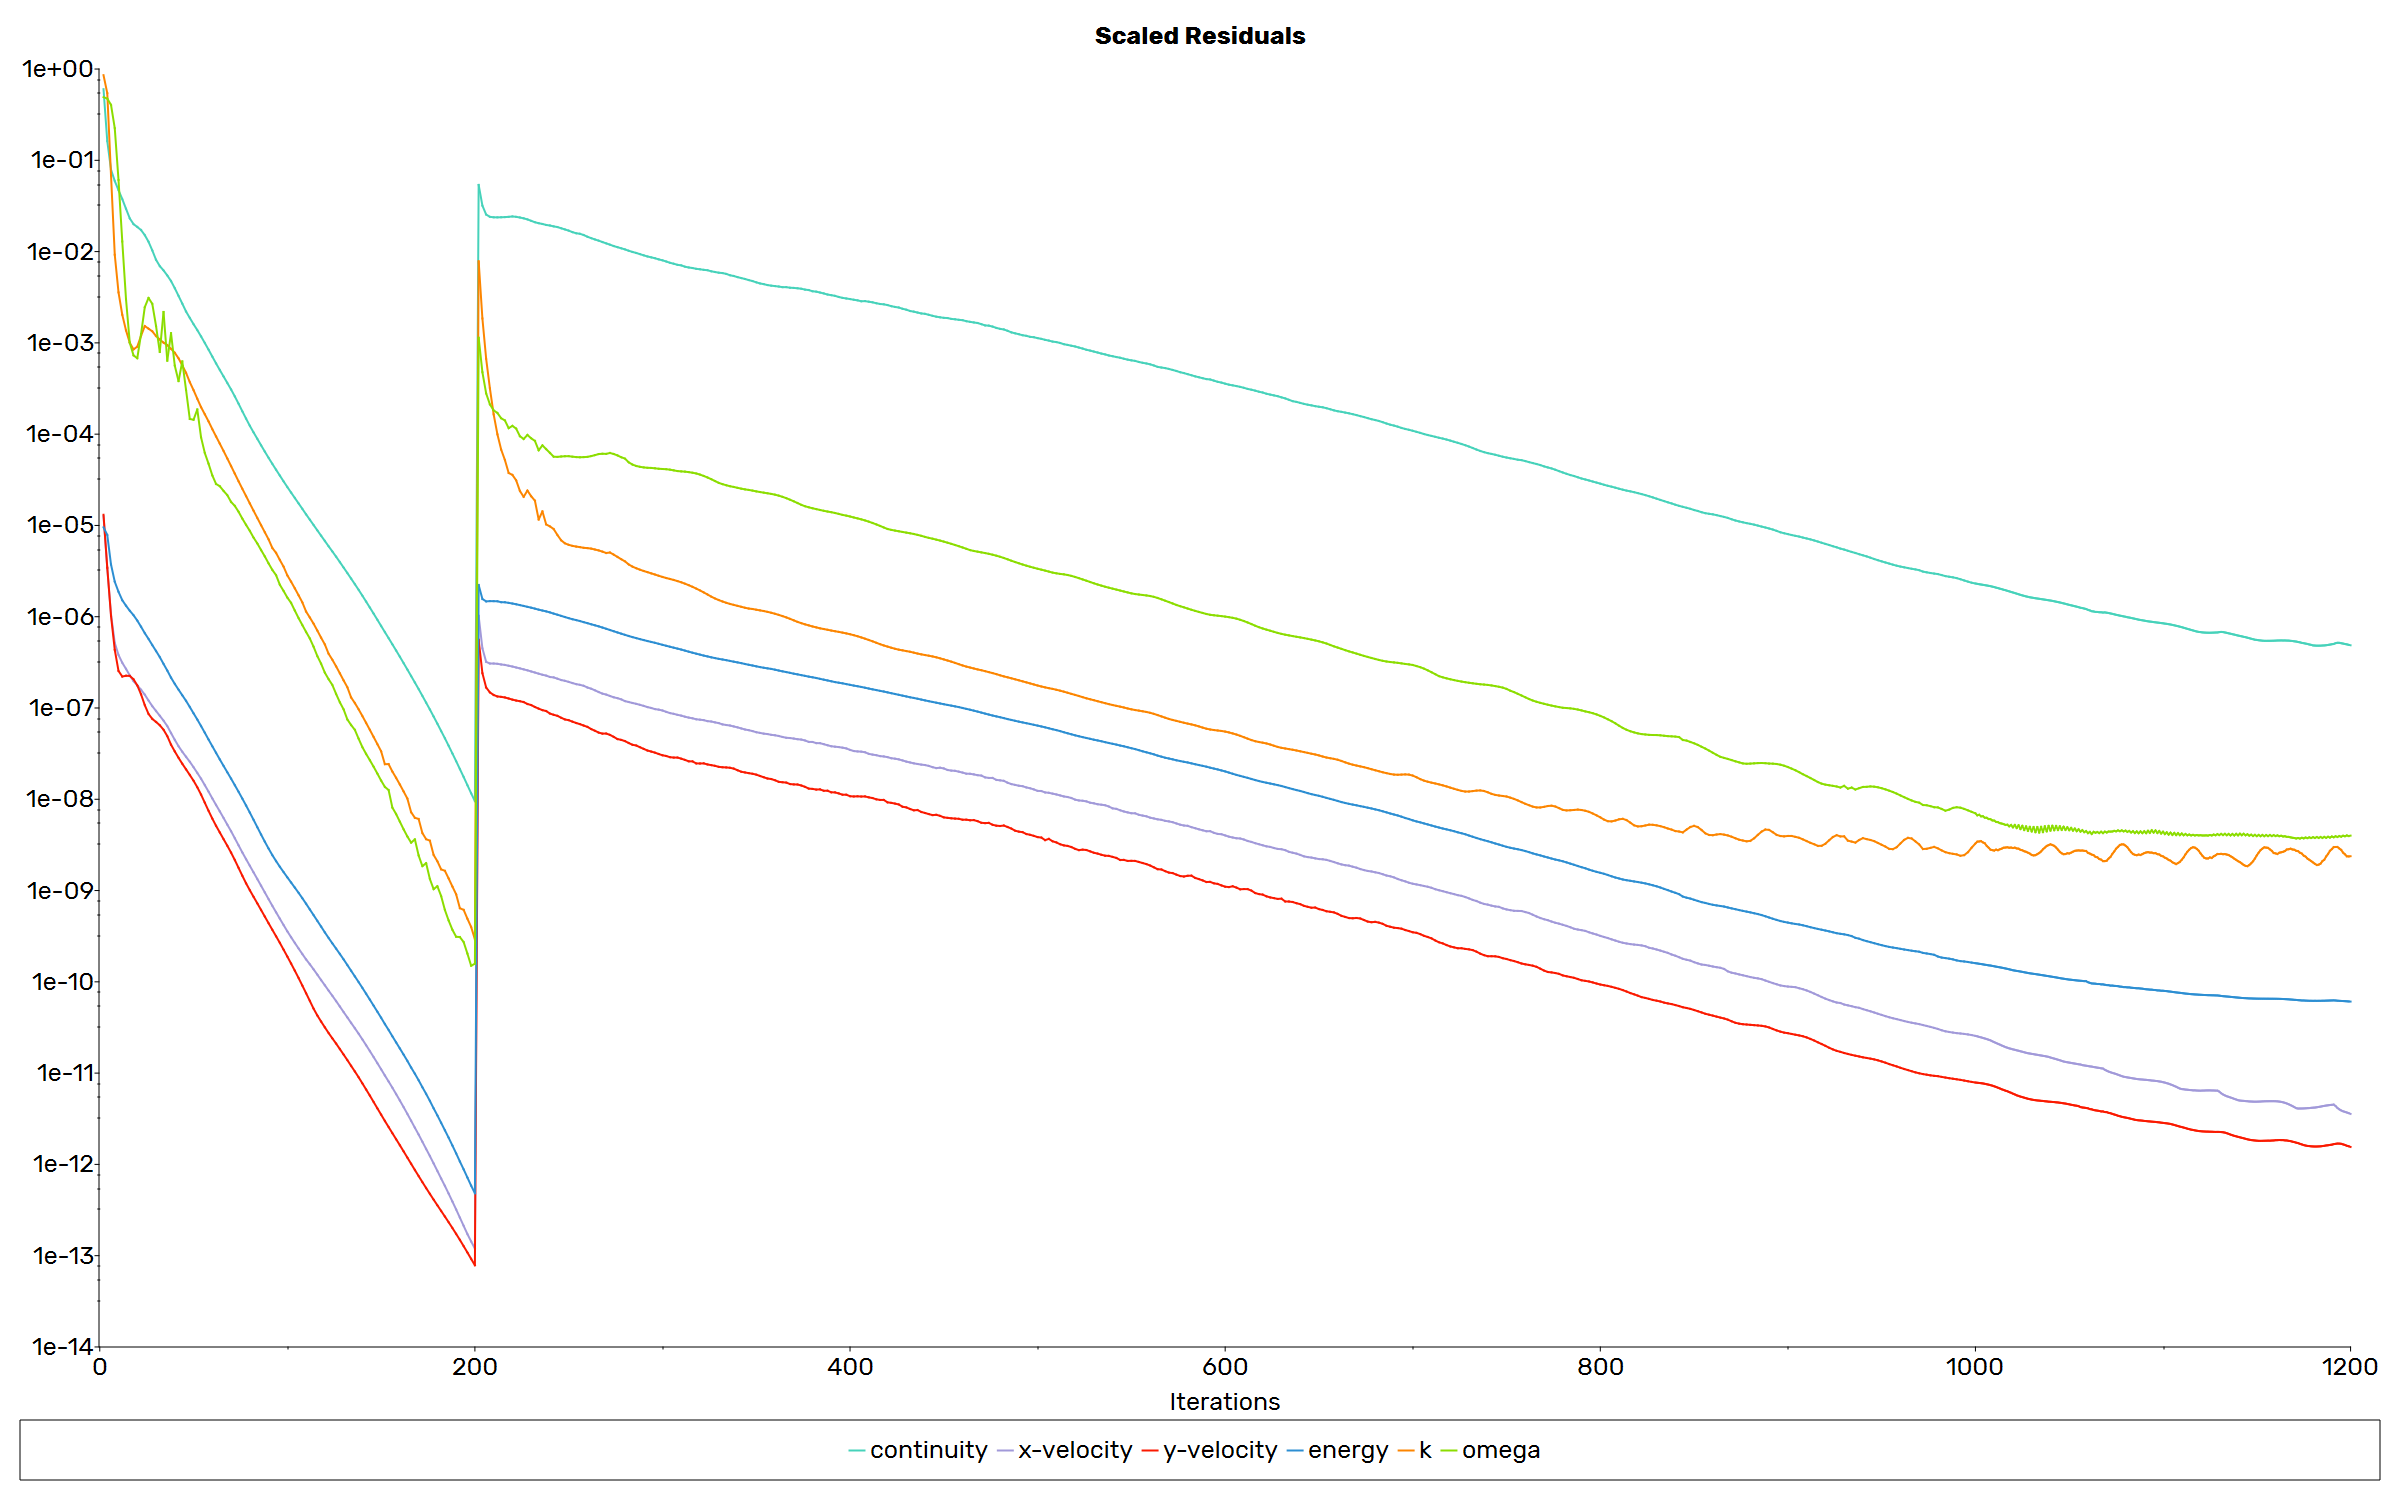 Scaled Residuals
1e+00
1e-01
1e-02
1e-03
1e-04
1e-05
1e-06
1e-07
1e-08
1e-09
1e-10
1e-11
1e-12
1e-13
1e-14
0 200 400 600 800 1000 1200
Iterations
continuity x-velocity y-velocity energy k omega